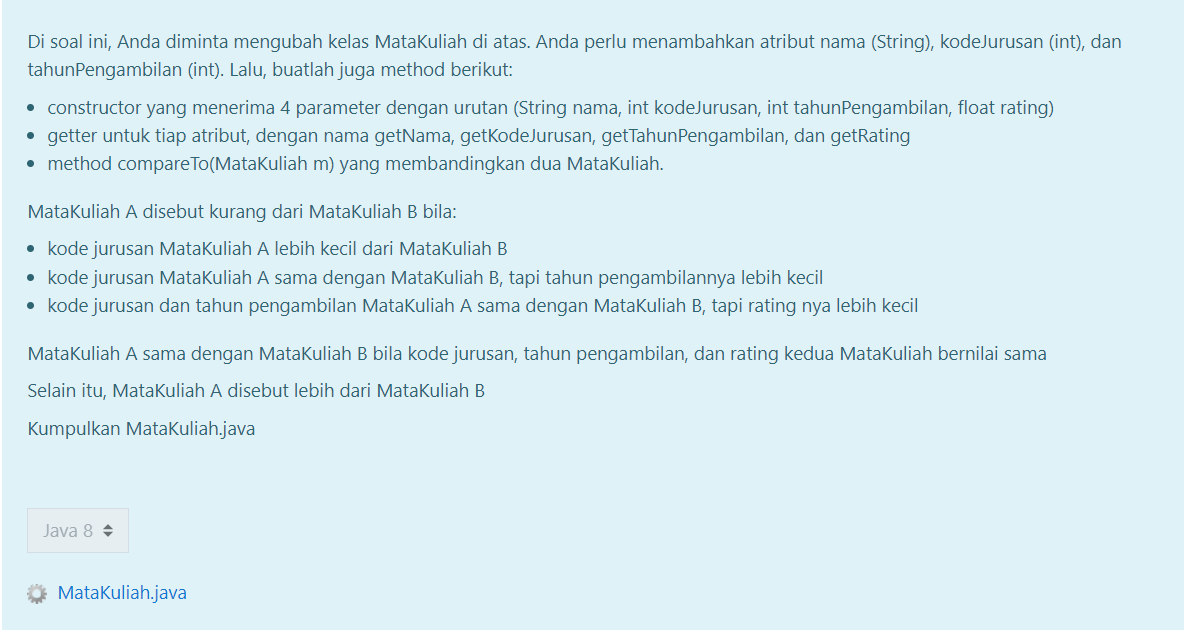 Di soal ini, Anda diminta mengubah kelas MataKuliah di atas. Anda perlu menambahkan atribut nama (String), kodeJurusan (int), dan
tahunPengambilan (int). Lalu, buatlah juga method berikut:
• constructor yang menerima 4 parameter dengan urutan (String nama, int kodeJurusan, int tahunPengambilan, float rating)
• getter untuk tiap atribut, dengan nama getNama, getKodeJurusan, getTahunPengambilan, dan getRating
• method compareTo(MataKuliah m) yang membandingkan dua MataKuliah.
MataKuliah A disebut kurang dari MataKuliah B bila:
• kode jurusan MataKuliah A lebih kecil dari MataKuliah B
• kode jurusan MataKuliah A sama dengan MataKuliah B, tapi tahun pengambilannya lebih kecil
• kode jurusan dan tahun pengambilan MataKuliah A sama dengan MataKuliah B, tapi rating nya lebih kecil
MataKuliah A sama dengan MataKuliah B bila kode jurusan, tahun pengambilan, dan rating kedua MataKuliah bernilai sama
Selain itu, MataKuliah A disebut lebih dari MataKuliah B
Kumpulkan MataKuliah.java
Java 8
MataKuliah.java